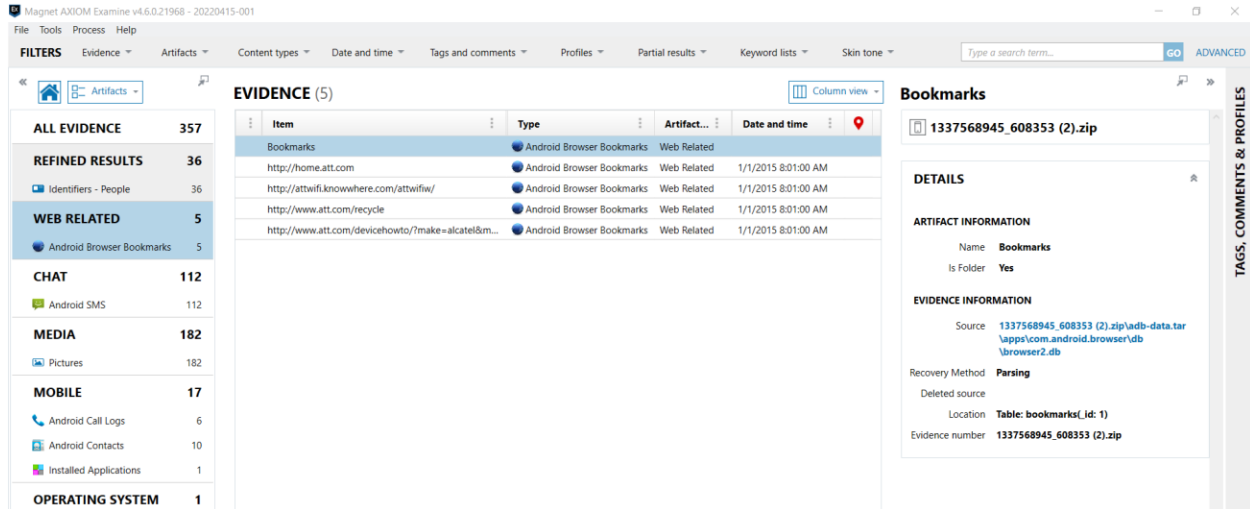 Magnet AXIOM Examine v4.6.0.21968 - 20220415-001
File Tools Process Help
FILTERS Evidence Artifacts Content types Date and time Tags and comments Profiles Partial results Keyword lists Skin tone Type a search term... GO ADVANCED
Artifacts
ALL EVIDENCE 357
REFINED RESULTS 36
Identifiers - People 36
WEB RELATED 5
Android Browser Bookmarks 5
CHAT 112
Android SMS 112
MEDIA 182
Pictures 182
MOBILE 17
Android Call Logs 6
Android Contacts 10
Installed Applications 1
OPERATING SYSTEM 1
EVIDENCE (5)
Column view
Item Type Artifact... Date and time
Bookmarks Android Browser Bookmarks Web Related
http://home.att.com Android Browser Bookmarks Web Related 1/1/2015 8:01:00 AM
http://attwifi.knowwhere.com/attwifiw/ Android Browser Bookmarks Web Related 1/1/2015 8:01:00 AM
http://www.att.com/recycle Android Browser Bookmarks Web Related 1/1/2015 8:01:00 AM
http://www.att.com/devicehowto/?make=alcatel&m... Android Browser Bookmarks Web Related 1/1/2015 8:01:00 AM
Bookmarks
1337568945_608353 (2).zip
DETAILS
ARTIFACT INFORMATION
Name Bookmarks
Is Folder Yes
EVIDENCE INFORMATION
Source 1337568945_608353 (2).zip\adb-data.tar
\apps\com.android.browser\db
\browser2.db
Recovery Method Parsing
Deleted source
Location Table: bookmarks(_id: 1)
Evidence number 1337568945_608353 (2).zip
TAGS, COMMENTS & PROFILES